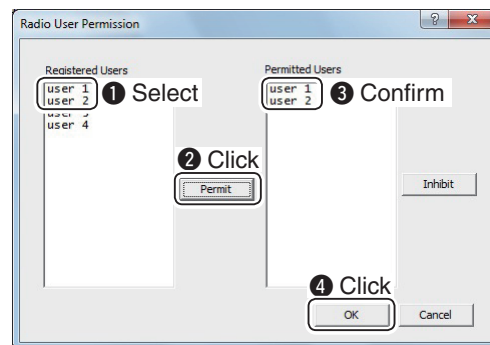 Radio User Permission
Registered Users
Permitted Users
user 1
user 2
❶ Select
user 4
user 1
user 2
❸ Confirm
❷ Click
Permit
Inhibit
❹ Click
OK
Cancel